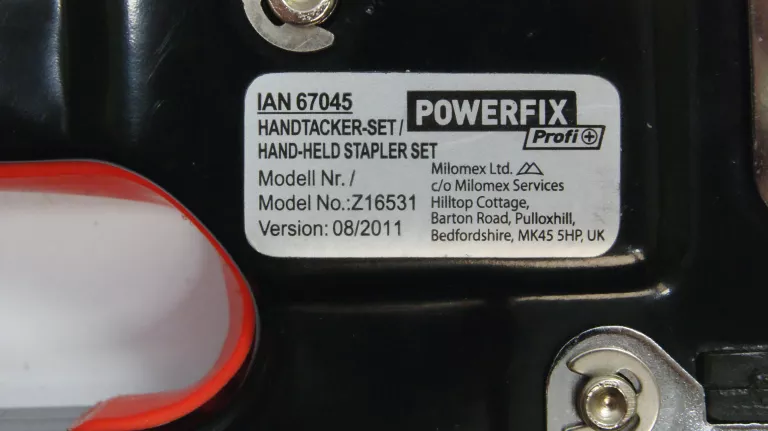 IAN 67045
POWERFIX
Profi+
HANDTACKER-SET /
HAND-HELD STAPLER SET
Modell Nr. /
Model No.:Z16531
Version: 08/2011
Milomex Ltd.
c/o Milomex Services
Hilltop Cottage,
Barton Road, Pulloxhill,
Bedfordshire, MK45 5HP, UK